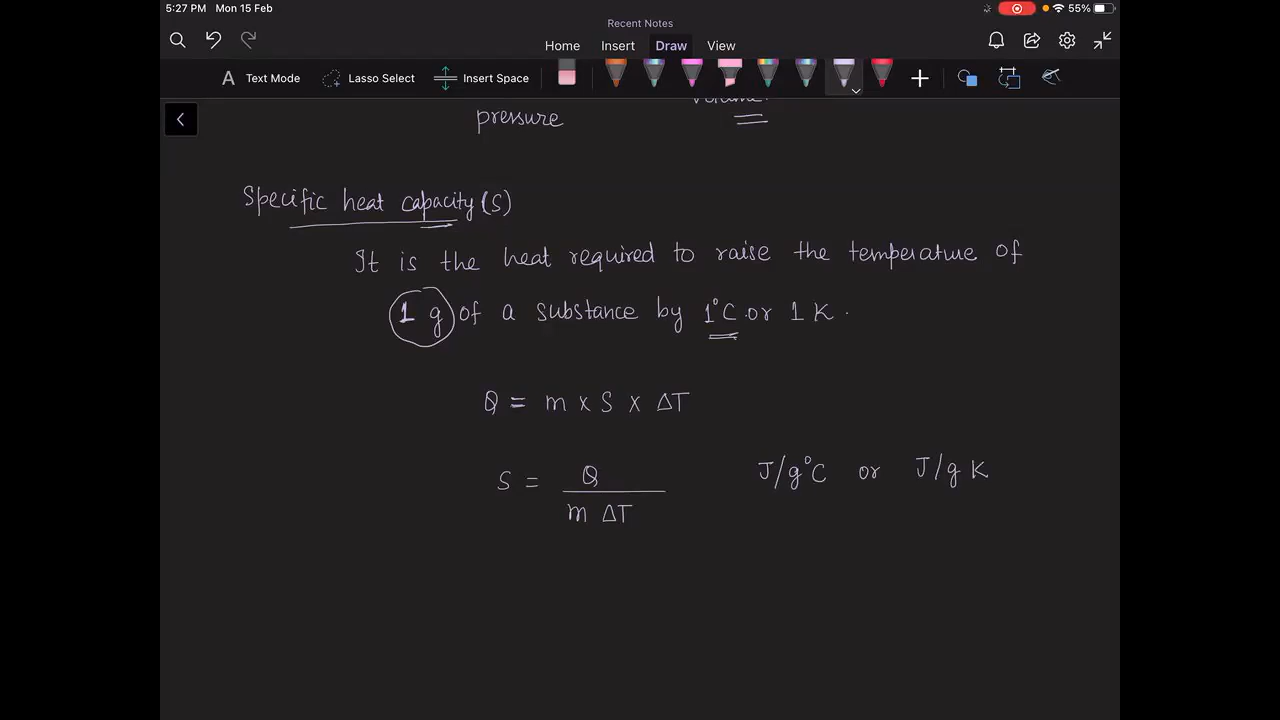 5:27 PM Mon 15 Feb
55%
Recent Notes
Home Insert Draw View
A Text Mode Lasso Select Insert Space
volume.
pressure
Specific heat capacity (S)
It is the heat required to raise the temperature of
1 g of a substance by 1°C or 1 K.
Q = m x S x ΔT
S = Q / m ΔT
J/g°C or J/g K